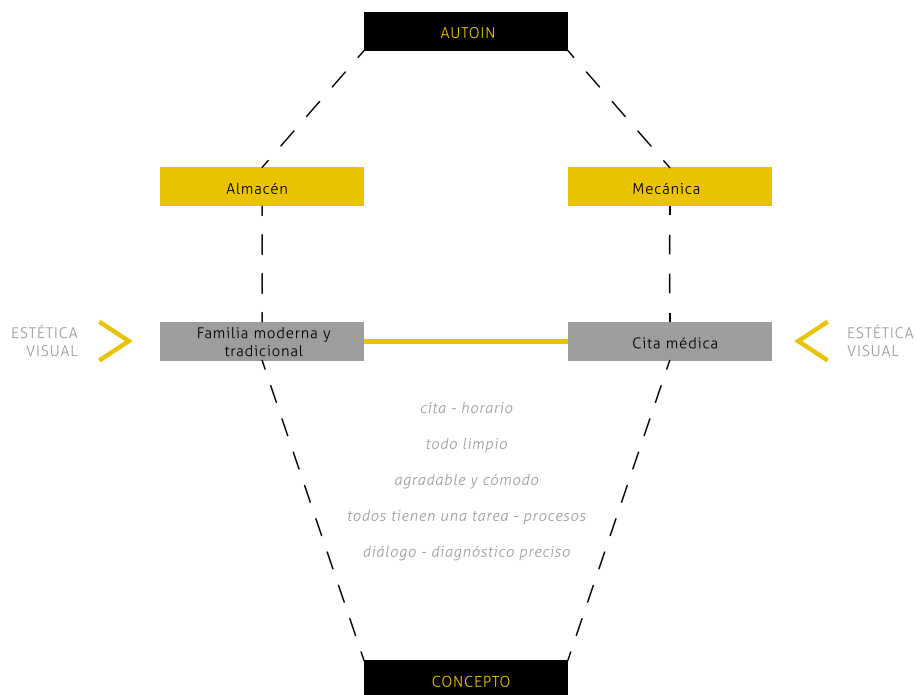 AUTOIN
Almacén
Mecánica
ESTÉTICA
VISUAL
Familia moderna y
tradicional
Cita médica
ESTÉTICA
VISUAL
cita - horario
todo limpio
agradable y cómodo
todos tienen una tarea - procesos
diálogo - diagnóstico preciso
CONCEPTO